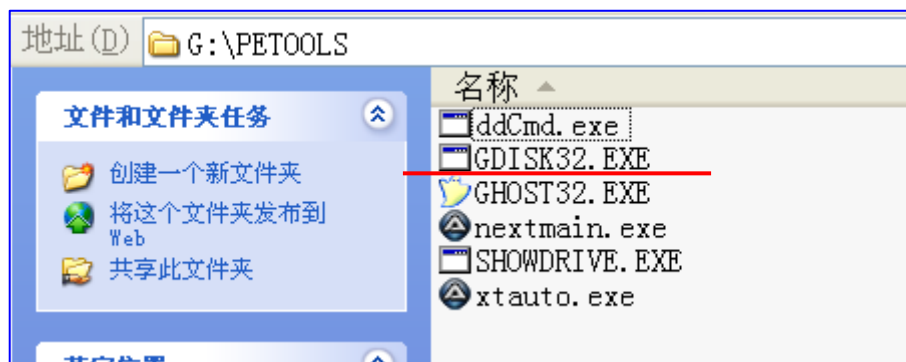 地址(D) G:\PETOOLS
名称
文件和文件夹任务
创建一个新文件夹
将这个文件夹发布到
Web
共享此文件夹
ddCmd.exe
GDISK32.EXE
GHOST32.EXE
nextmain.exe
SHOWDRIVE.EXE
xtauto.exe